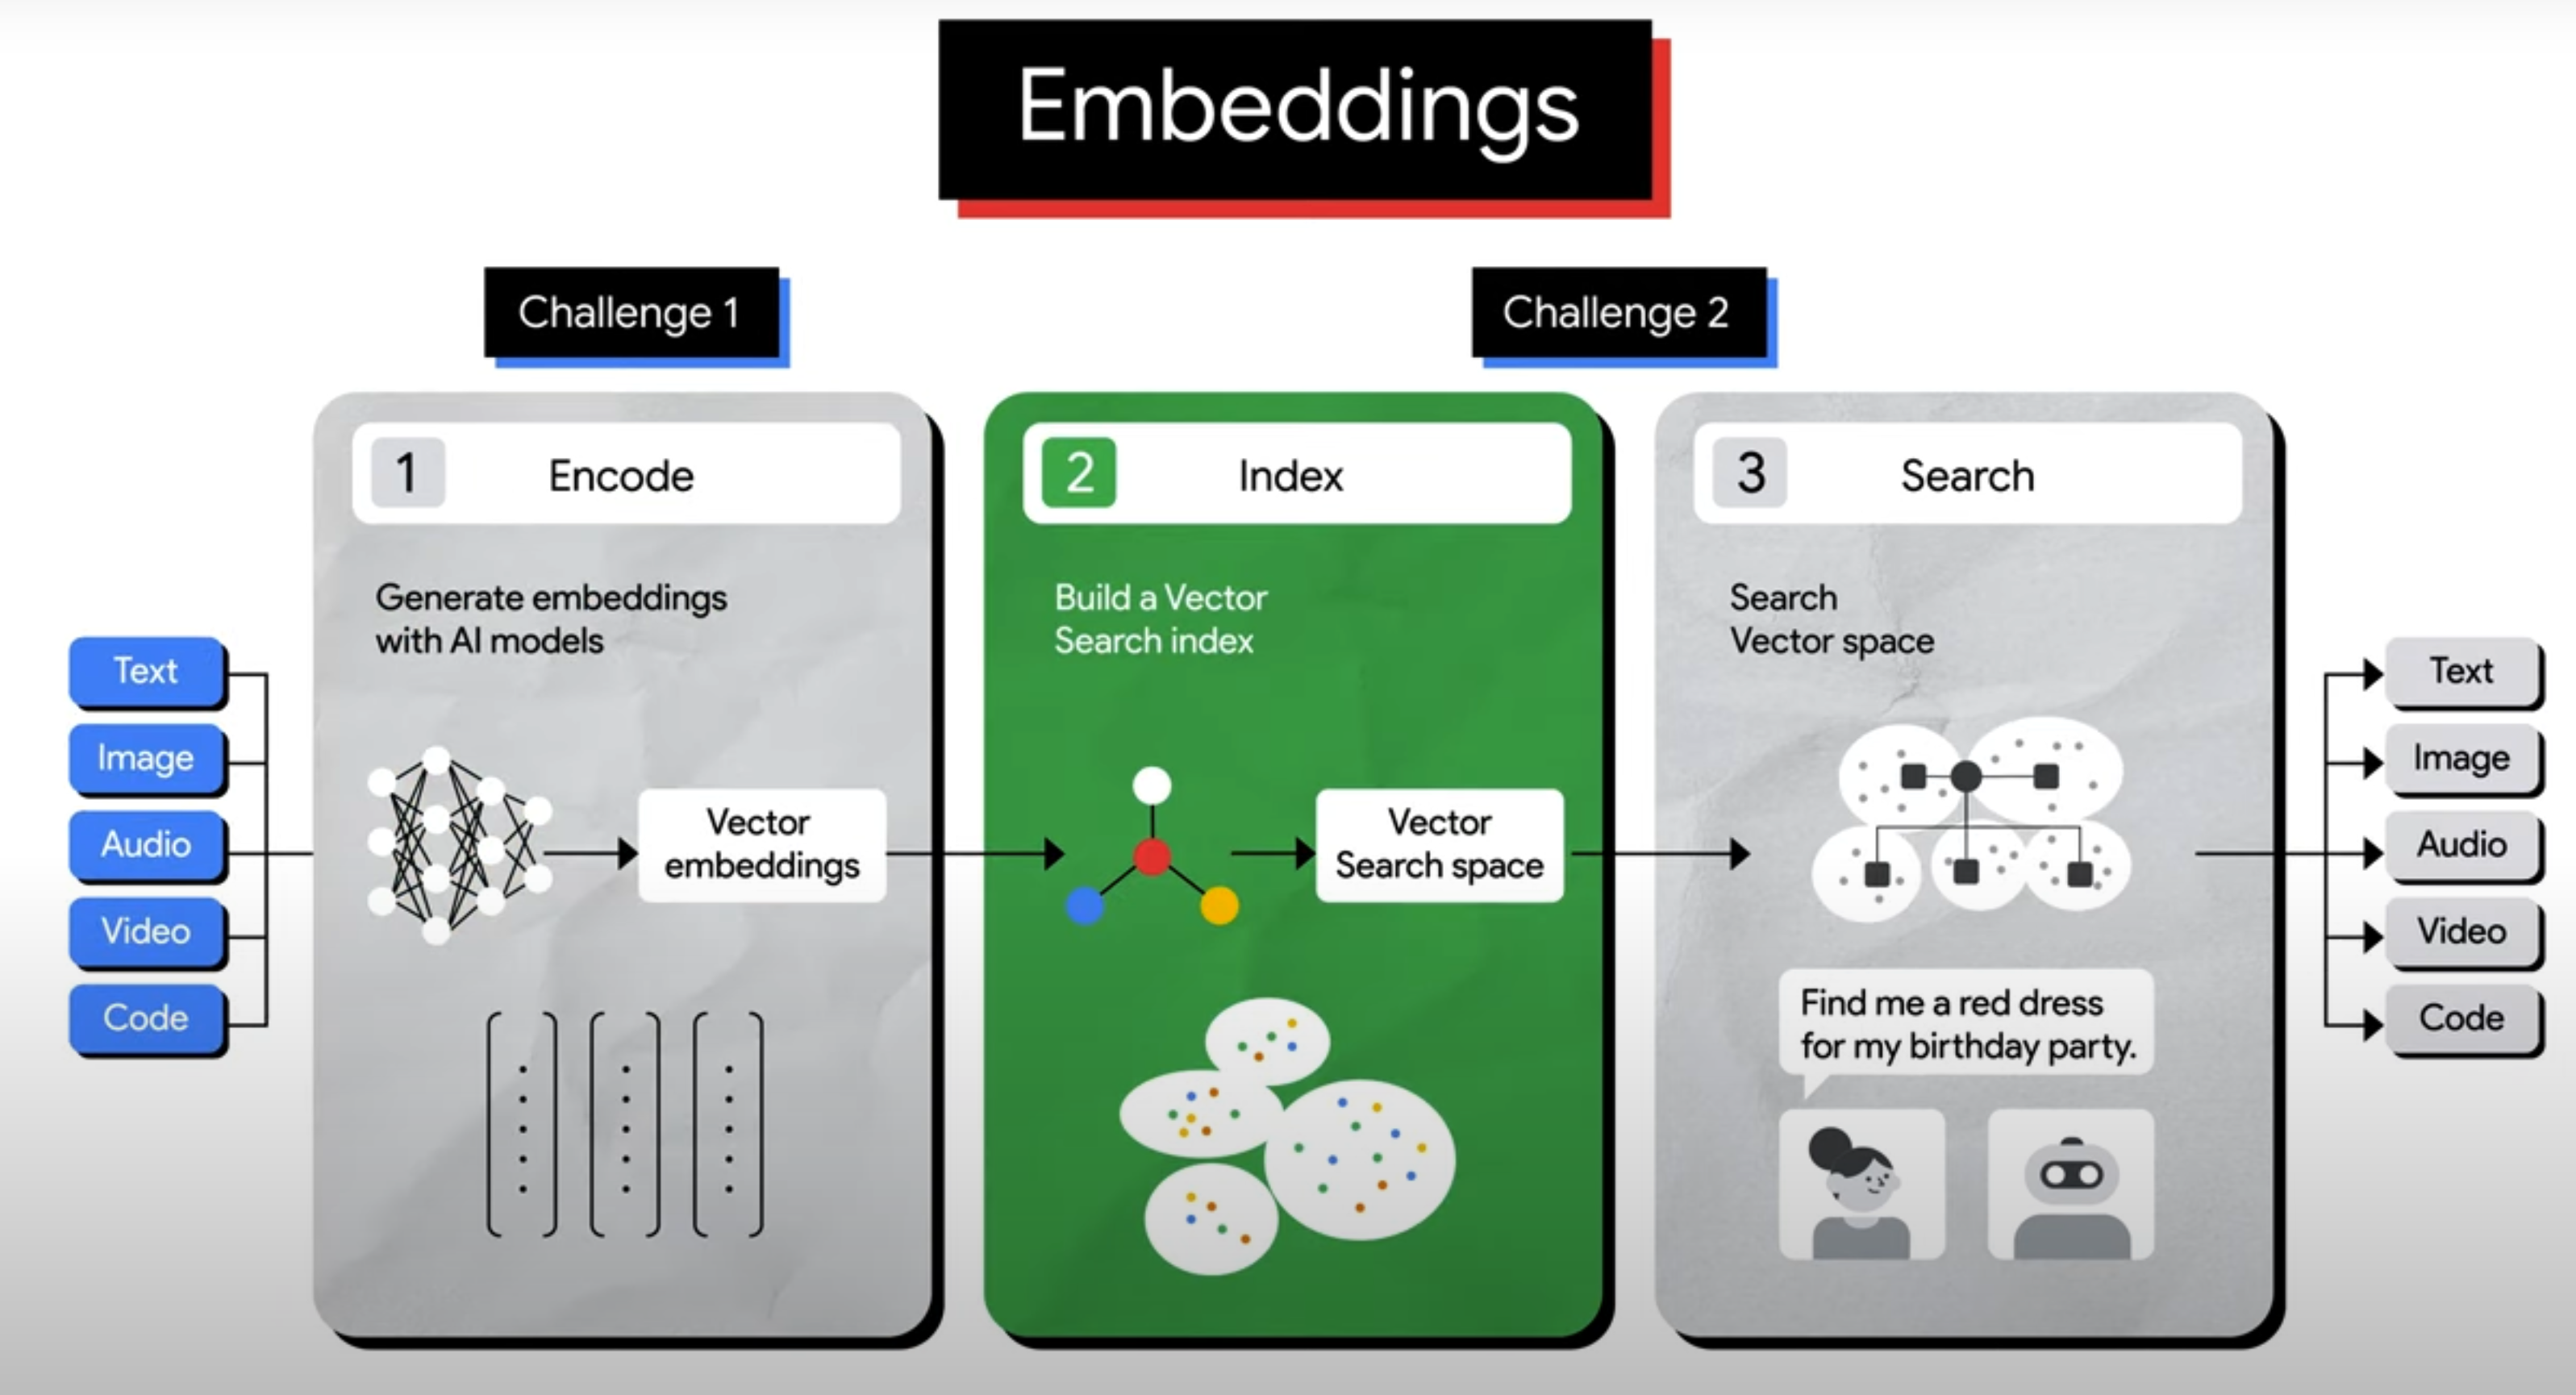 Embeddings
Challenge 1
Challenge 2
Text
Image
Audio
Video
Code
1
Encode
Generate embeddings
with AI models
Vector
embeddings
2
Index
Build a Vector
Search index
Vector
Search space
3
Search
Search
Vector space
Find me a red dress
for my birthday party.
Text
Image
Audio
Video
Code